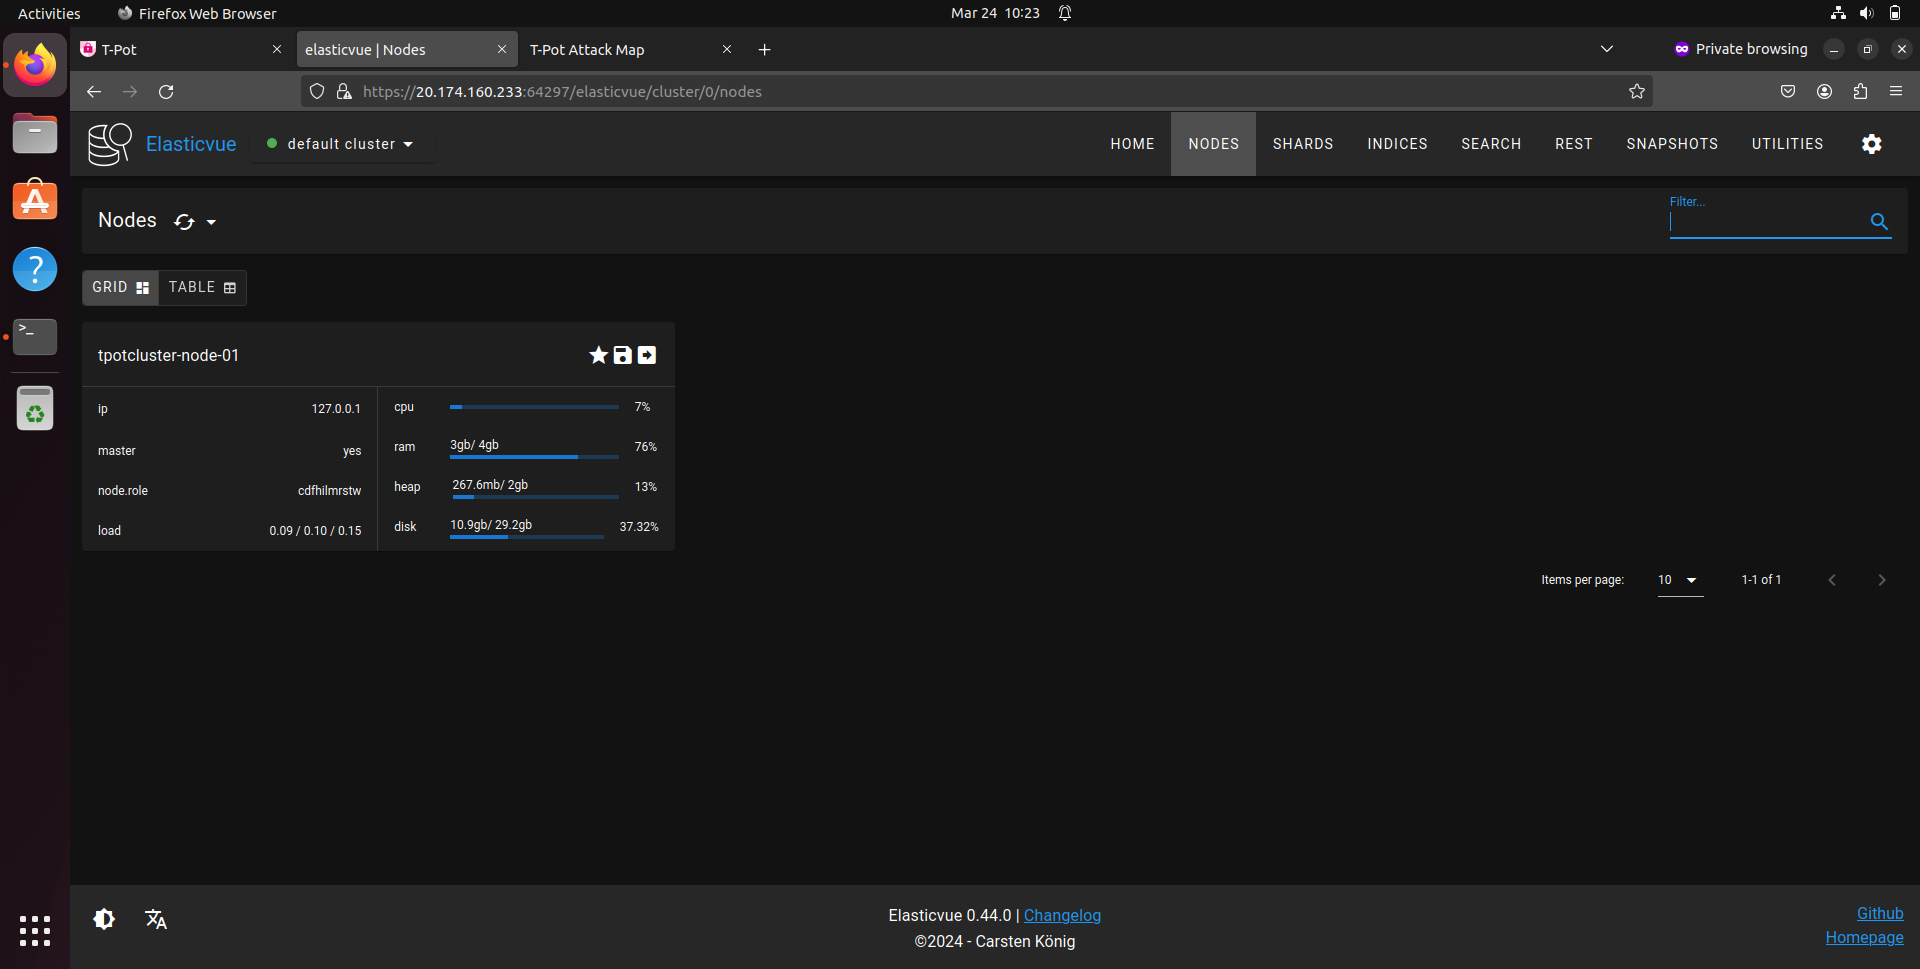 Activities
Firefox Web Browser
Mar 24 10:23
T-Pot
elasticvue | Nodes
T-Pot Attack Map
Private browsing
https://20.174.160.233:64297/elasticvue/cluster/0/nodes
Elasticvue
default cluster
HOME
NODES
SHARDS
INDICES
SEARCH
REST
SNAPSHOTS
UTILITIES
Nodes
Filter...
GRID
TABLE
tpotcluster-node-01
ip 127.0.0.1
master yes
node.role cdfhilmrstw
load 0.09 / 0.10 / 0.15
cpu 7%
ram 3gb/ 4gb 76%
heap 267.6mb/ 2gb 13%
disk 10.9gb/ 29.2gb 37.32%
Items per page: 10 1-1 of 1
Elasticvue 0.44.0 | Changelog
©2024 - Carsten König
Github
Homepage